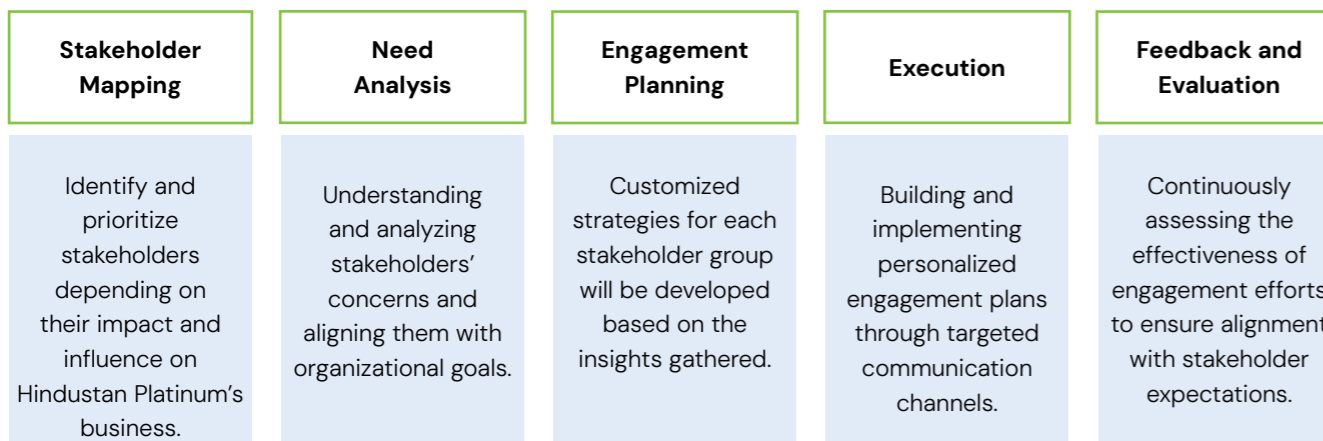 Stakeholder
Mapping
Identify and
prioritize
stakeholders
depending on
their impact and
influence on
Hindustan Platinum's
business.
Need
Analysis
Understanding
and analyzing
stakeholders'
concerns and
aligning them with
organizational goals.
Engagement
Planning
Customized
strategies for each
stakeholder group
will be developed
based on the
insights gathered.
Execution
Building and
implementing
personalized
engagement plans
through targeted
communication
channels.
Feedback and
Evaluation
Continuously
assessing the
effectiveness of
engagement efforts
to ensure alignment
with stakeholder
expectations.